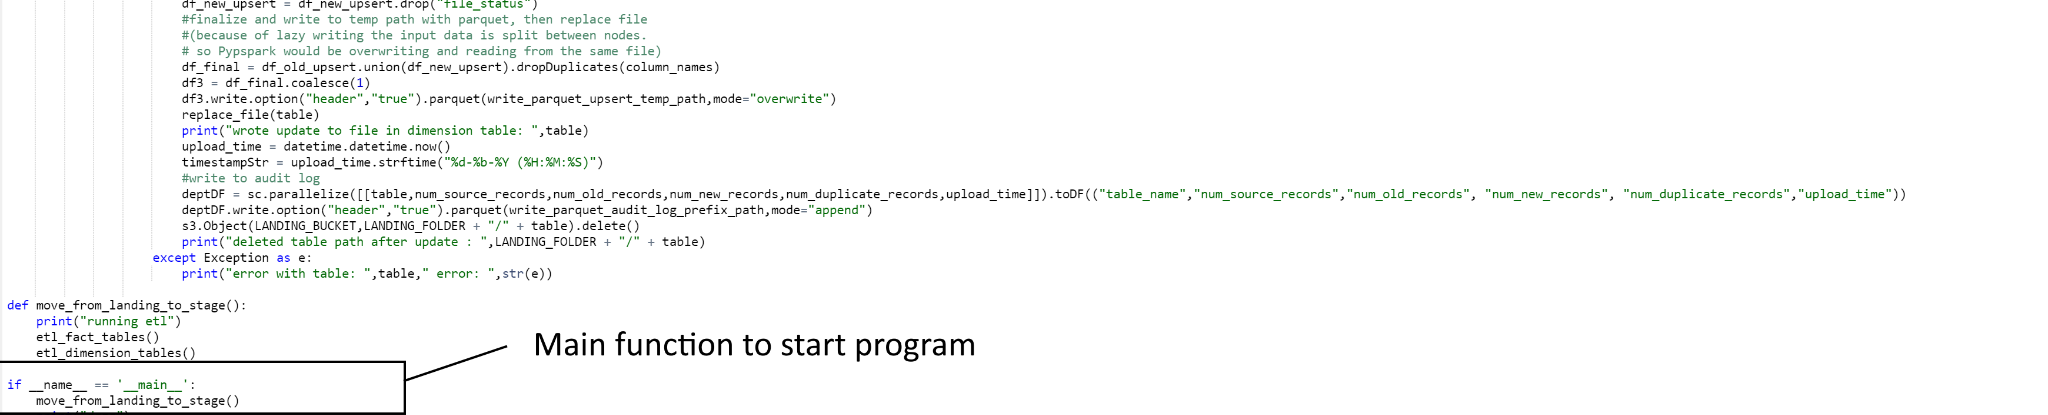 df_new_upsert = df_new_upsert.drop("file_status")
#finalize and write to temp path with parquet, then replace file
#(because of lazy writing the input data is split between nodes.
# so Pypspark would be overwriting and reading from the same file)
df_final = df_old_upsert.union(df_new_upsert).dropDuplicates(column_names)
df3 = df_final.coalesce(1)
df3.write.option("header","true").parquet(write_parquet_upsert_temp_path,mode="overwrite")
replace_file(table)
print("wrote update to file in dimension table: ",table)
upload_time = datetime.datetime.now()
timestampStr = upload_time.strftime("%d-%b-%Y (%H:%M:%S)")
#write to audit log
deptDF = sc.parallelize([[table,num_source_records,num_old_records,num_new_records,num_duplicate_records,upload_time]]).toDF(("table_name","num_source_records","num_old_records", "num_new_records", "num_duplicate_records","upload_time"))
deptDF.write.option("header","true").parquet(write_parquet_audit_log_prefix_path,mode="append")
s3.Object(LANDING_BUCKET,LANDING_FOLDER + "/" + table).delete()
print("deleted table path after update : ",LANDING_FOLDER + "/" + table)
except Exception as e:
print("error with table: ",table," error: ",str(e))
def move_from_landing_to_stage():
print("running etl")
etl_fact_tables()
etl_dimension_tables()
Main function to start program
if __name__ == '__main__':
move_from_landing_to_stage()